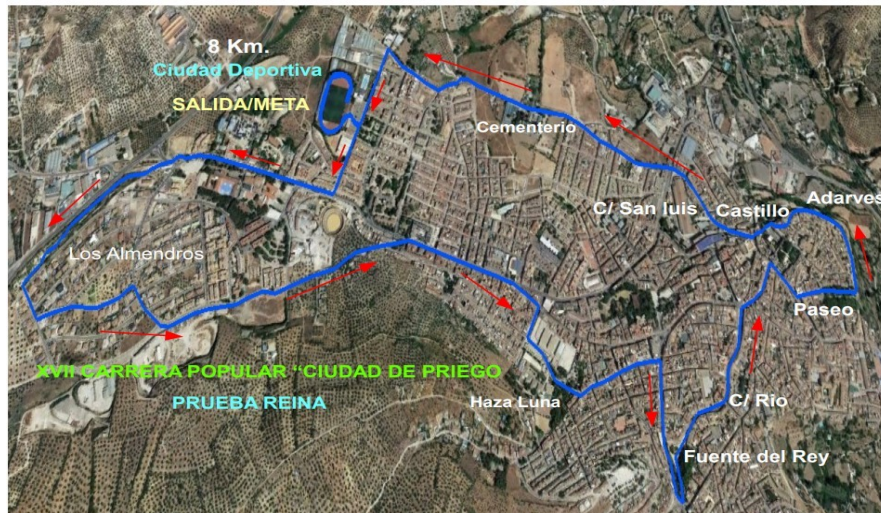 8 Km.
Ciudad Deportiva
SALIDA/META
Cementerio
C/ San luis
Castillo
Adarves
Los Almendros
Paseo
XVII CARRERA POPULAR “CIUDAD DE PRIEGO
PRUEBA REINA
Haza Luna
C/ Rio
Fuente del Rey